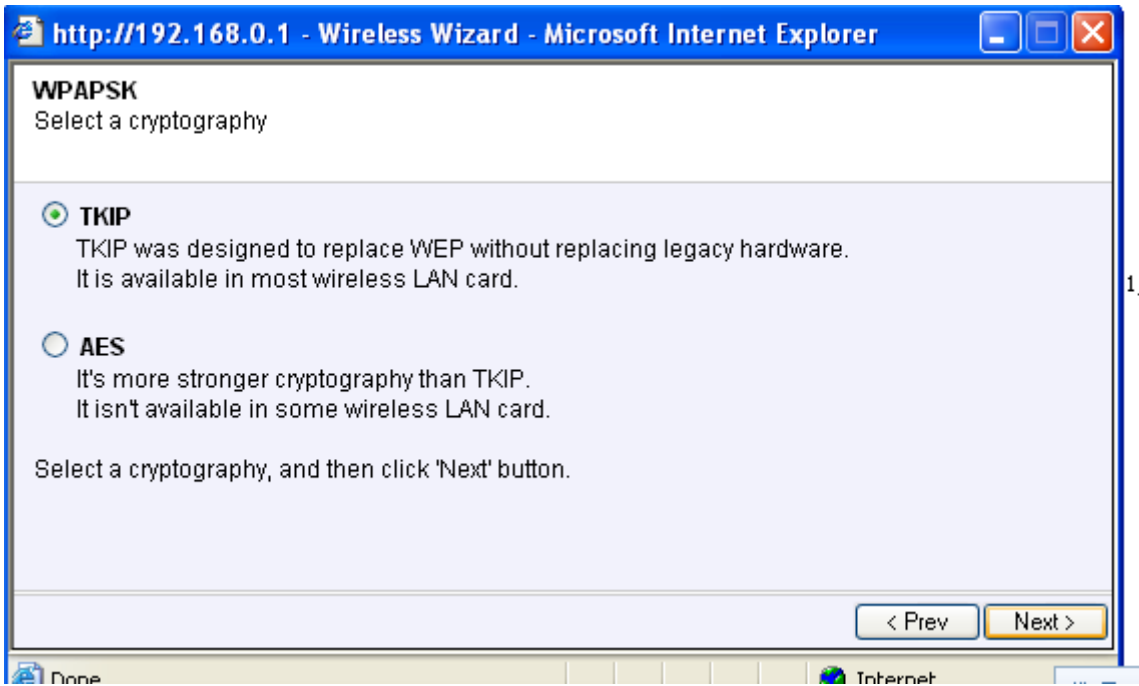 http://192.168.0.1 - Wireless Wizard - Microsoft Internet Explorer
WPAPSK
Select a cryptography
TKIP
TKIP was designed to replace WEP without replacing legacy hardware.
It is available in most wireless LAN card.
1
AES
It's more stronger cryptography than TKIP.
It isn't available in some wireless LAN card.
Select a cryptography, and then click 'Next' button.
< Prev
Next >
Done
Internet